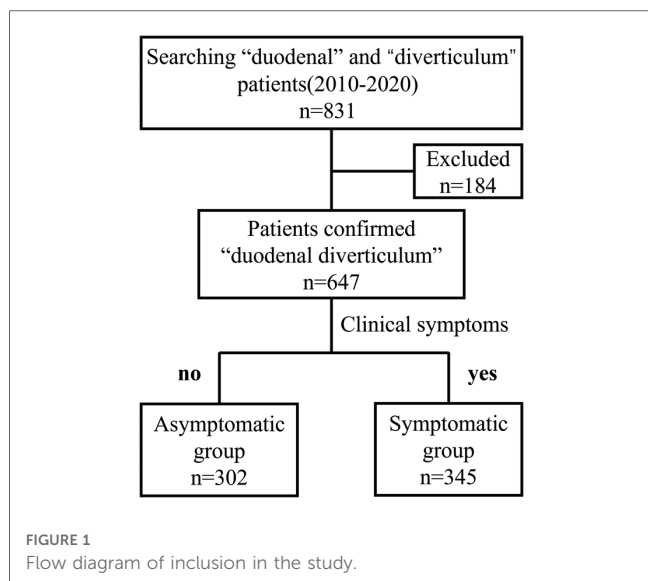 Searching “duodenal” and “diverticulum”
patients(2010-2020)
n=831
Excluded
n=184
Patients confirmed
“duodenal diverticulum”
n=647
Clinical symptoms
no
yes
Asymptomatic
group
n=302
Symptomatic
group
n=345
FIGURE 1
Flow diagram of inclusion in the study.